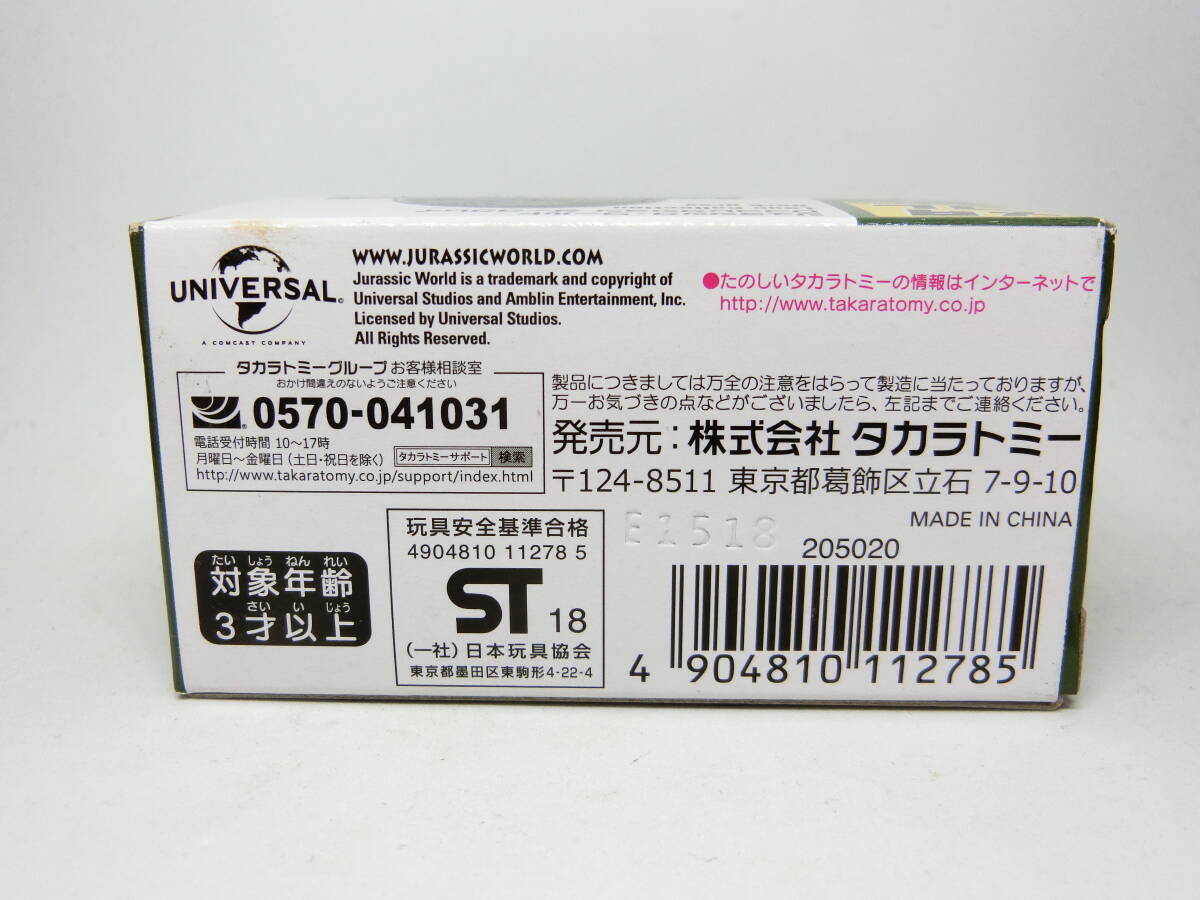 UNIVERSAL
A COMCAST COMPANY
WWW.JURASSICWORLD.COM
Jurassic World is a trademark and copyright of
Universal Studios and Amblin Entertainment, Inc.
Licensed by Universal Studios.
All Rights Reserved.
●たのしいタカラトミーの情報はインターネットで
http://www.takaratomy.co.jp
タカラトミーグループ お客様相談室
おかけ間違えのないようご注意ください
0570-041031
電話受付時間 10〜17時
月曜日〜金曜日(土日・祝日を除く) タカラトミーサポート 検索
http://www.takaratomy.co.jp/support/index.html
製品につきましては万全の注意をはらって製造に当たっておりますが、
万一お気づきの点などがございましたら、左記までご連絡ください。
発売元:株式会社 タカラトミー
〒124-8511 東京都葛飾区立石 7-9-10
MADE IN CHINA
たい しょう ねん れい
対象年齢
さい い じょう
3才以上
玩具安全基準合格
4904810 11278 5
ST 18
(一社)日本玩具協会
東京都墨田区東駒形4-22-4
E1518
205020
4 904810 112785